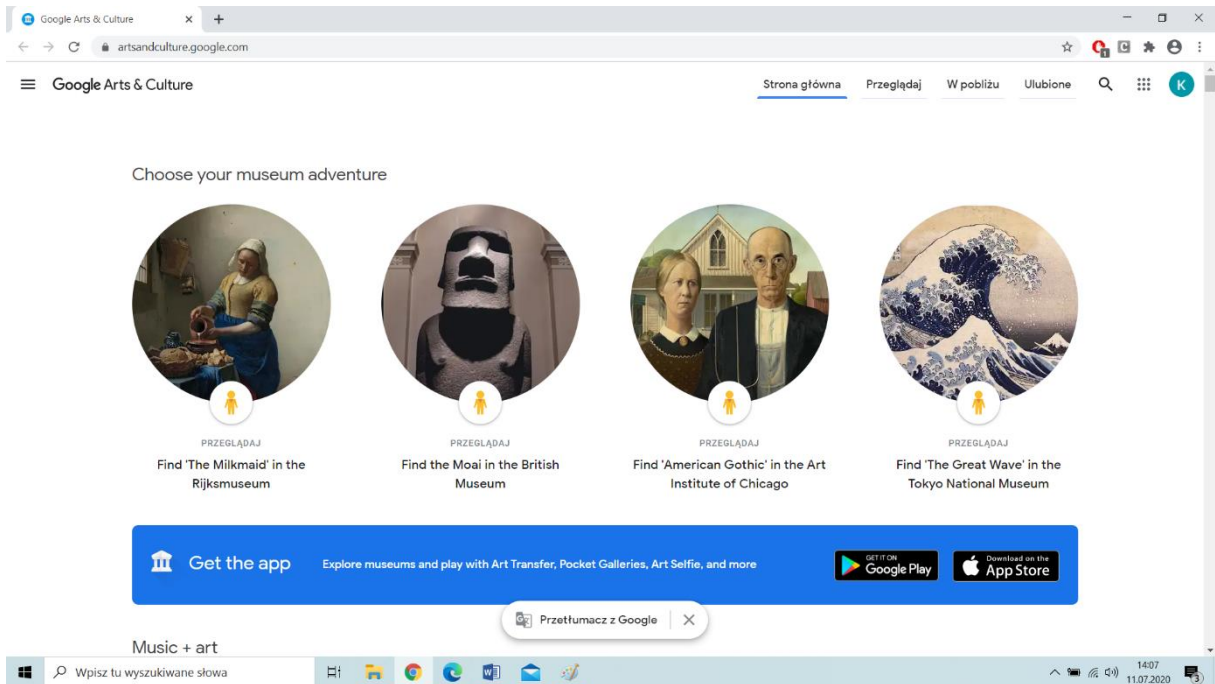 Google Arts & Culture
artsandculture.google.com
Google Arts & Culture
Strona główna
Przeglądaj
W pobliżu
Ulubione
K
Choose your museum adventure
PRZEGLĄDAJ
Find 'The Milkmaid' in the
Rijksmuseum
PRZEGLĄDAJ
Find the Moai in the British
Museum
PRZEGLĄDAJ
Find 'American Gothic' in the Art
Institute of Chicago
PRZEGLĄDAJ
Find 'The Great Wave' in the
Tokyo National Museum
Get the app
Explore museums and play with Art Transfer, Pocket Galleries, Art Selfie, and more
GET IT ON
Google Play
Download on the
App Store
Przetłumacz z Google
Music + art
Wpisz tu wyszukiwane słowa
14:07
11.07.2020
3